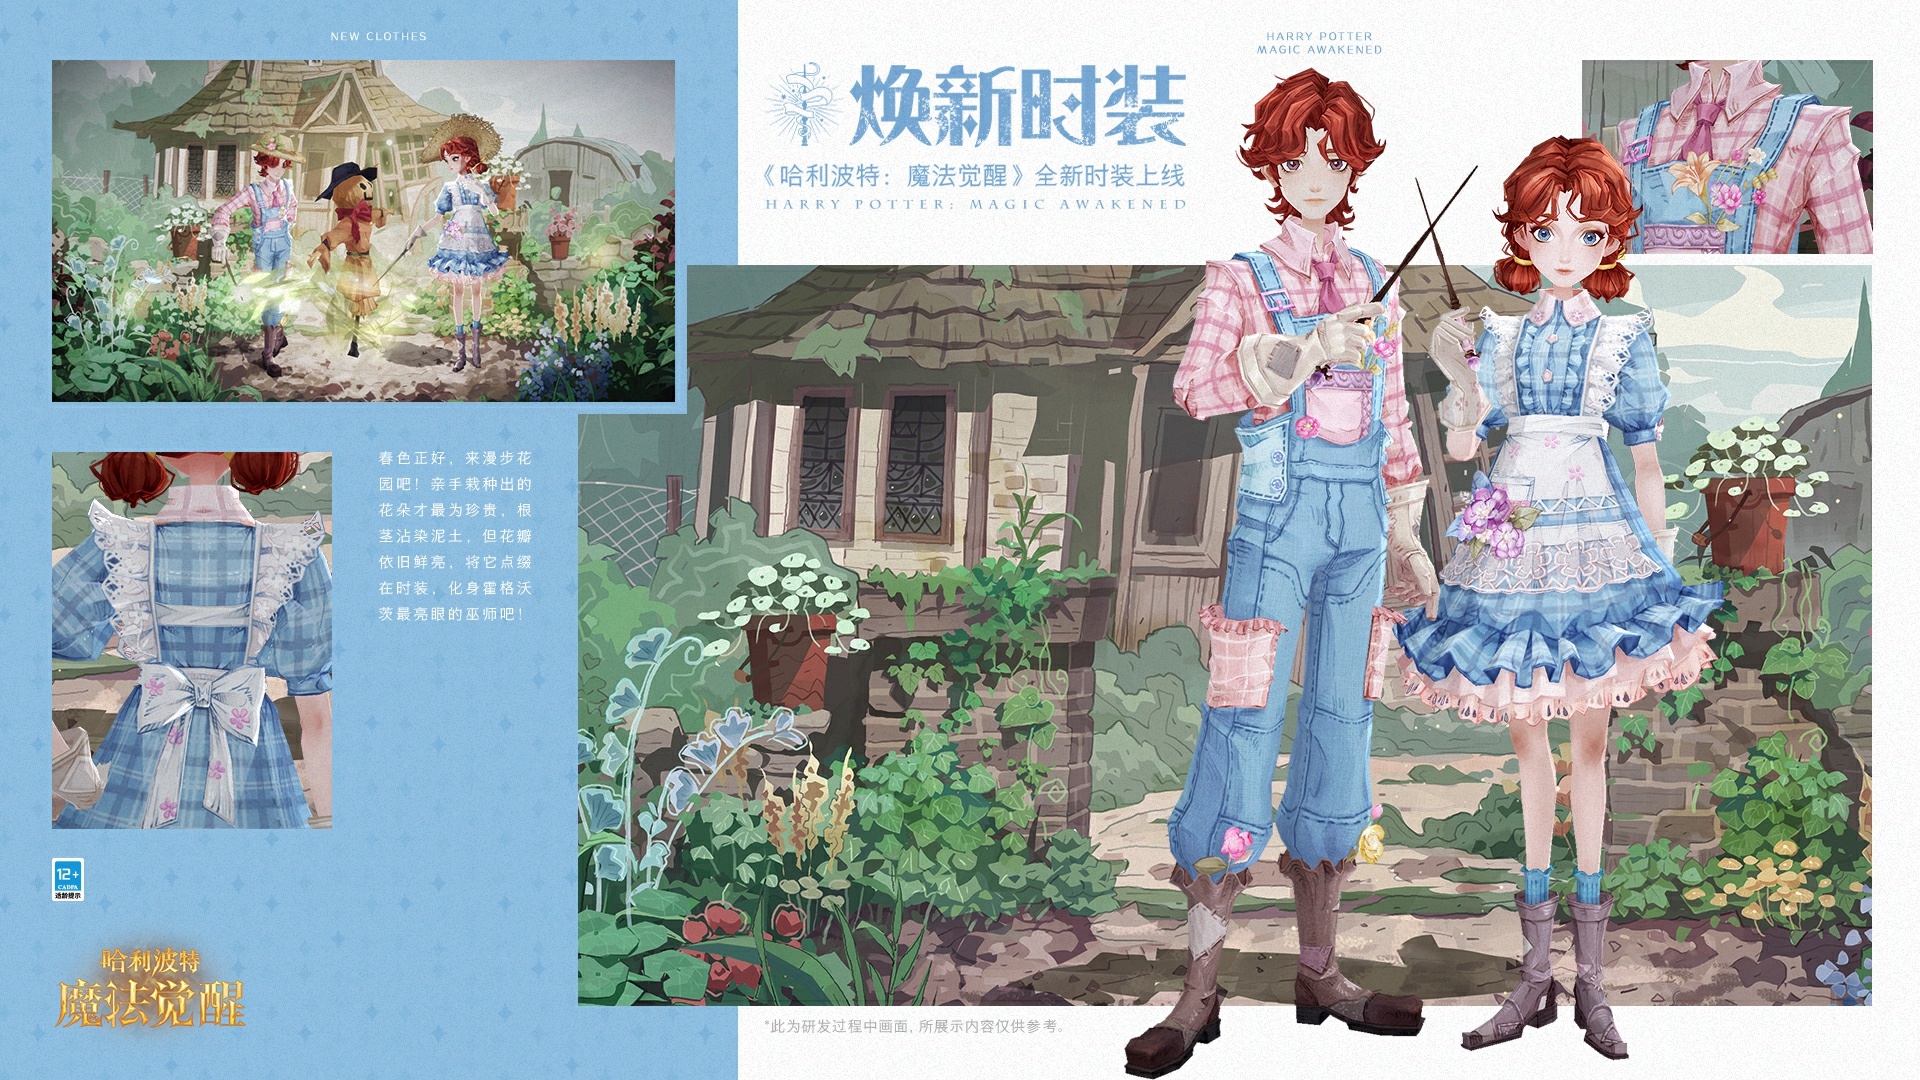 NEW CLOTHES
HARRY POTTER
MAGIC AWAKENED
焕新时装
《哈利波特：魔法觉醒》全新时装上线
HARRY POTTER: MAGIC AWAKENED
春色正好，来漫步花
园吧！亲手栽种出的
花朵才最为珍贵，根
茎沾染泥土，但花瓣
依旧鲜亮，将它点缀
在时装，化身霍格沃
茨最亮眼的巫师吧！
12+
CADPA
适龄提示
哈利波特
魔法觉醒
*此为研发过程中画面，所展示内容仅供参考。